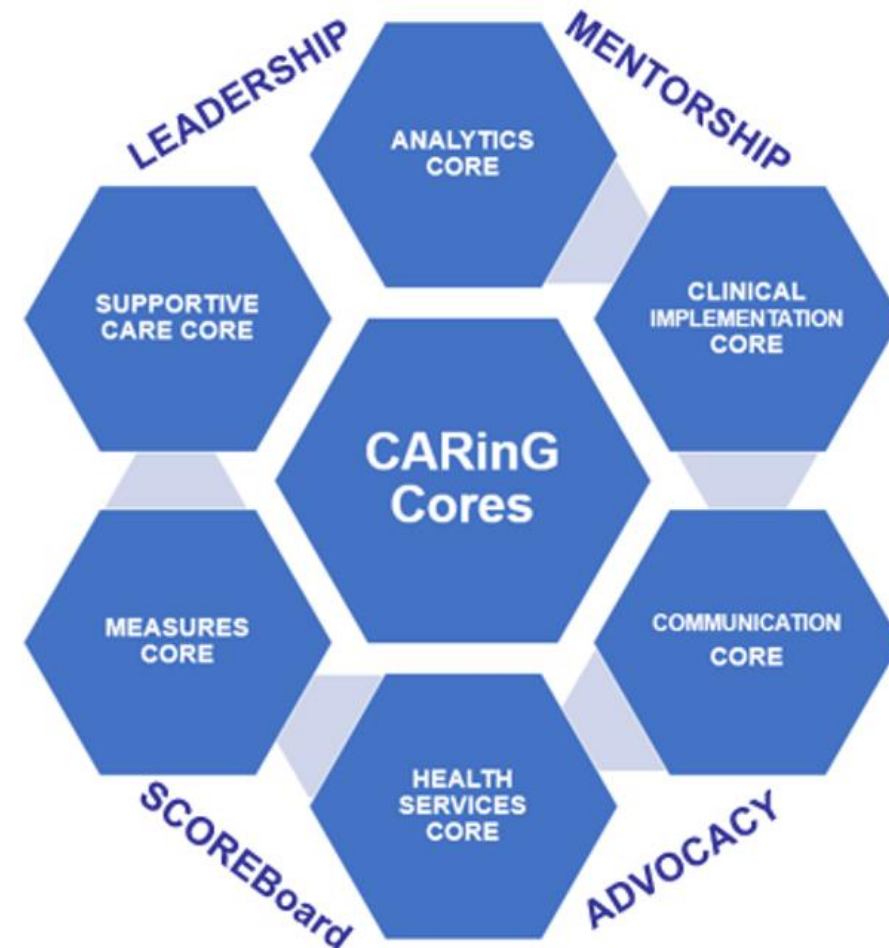 LEADERSHIP
MENTORSHIP
ANALYTICS
CORE
SUPPORTIVE
CARE CORE
CLINICAL
IMPLEMENTATION
CORE
CARinG
Cores
MEASURES
CORE
COMMUNICATION
CORE
HEALTH
SERVICES
CORE
SCOREBoard
ADVOCACY